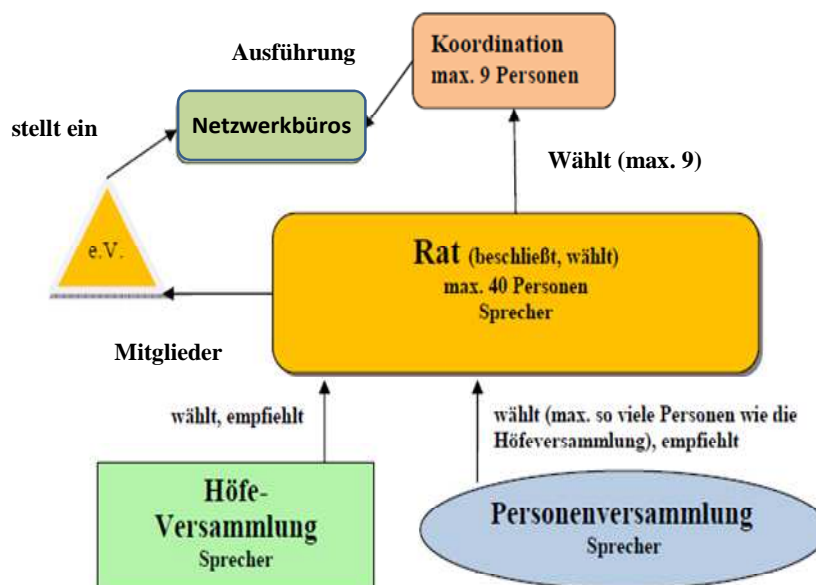 Koordination
max. 9 Personen
Ausführung
Netzwerkbüros
stellt ein
Wählt (max. 9)
e.V.
Rat (beschließt, wählt)
max. 40 Personen
Sprecher
Mitglieder
wählt, empfiehlt
wählt (max. so viele Personen wie die
Höfeversammlung), empfiehlt
Höfe-
Versammlung
Sprecher
Personenversammlung
Sprecher